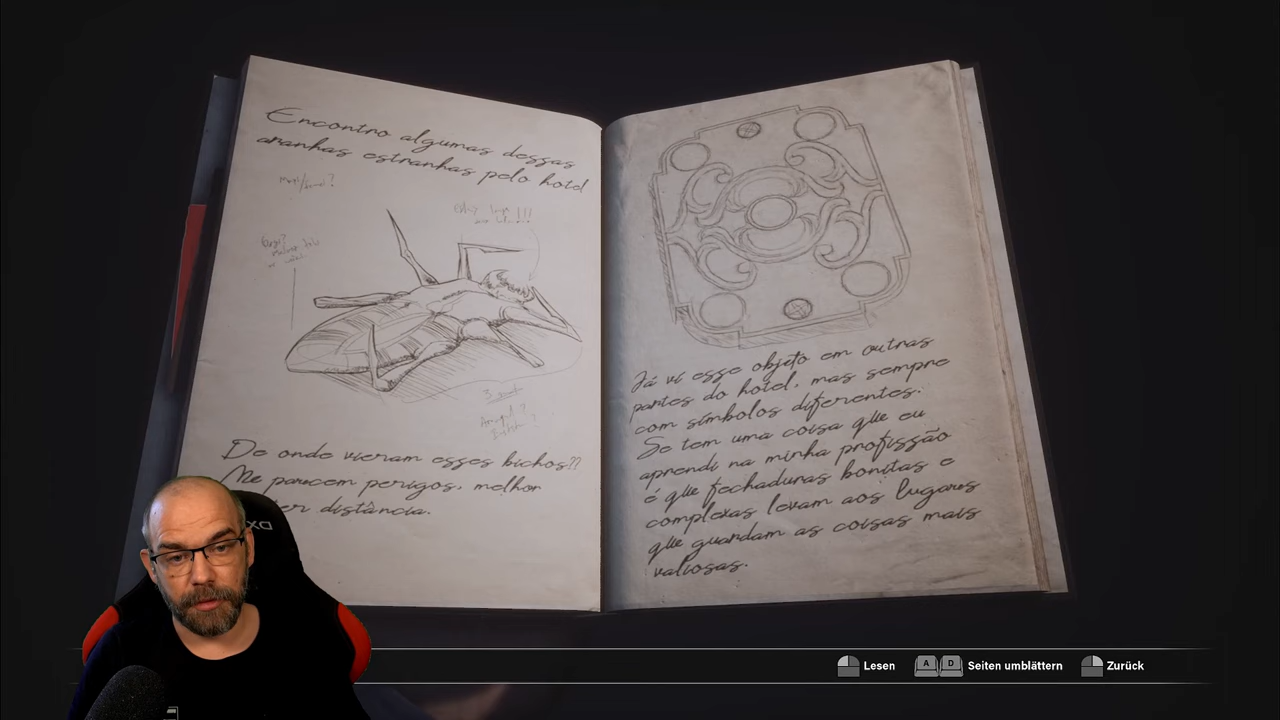 Encontro algumas dessas
aranhas estranhas pelo hotel
De onde vieram esses bichos??
Me parecem perigos, melhor
distância.
Já vi esse objeto em outras
partes do hotel, mas sempre
com símbolos diferentes.
Se tem uma coisa que eu
aprendi na minha profissão
é que fechaduras bonitas e
complexas levam aos lugares
que guardam as coisas mais
valiosas.
Lesen
A D Seiten umblättern
Zurück